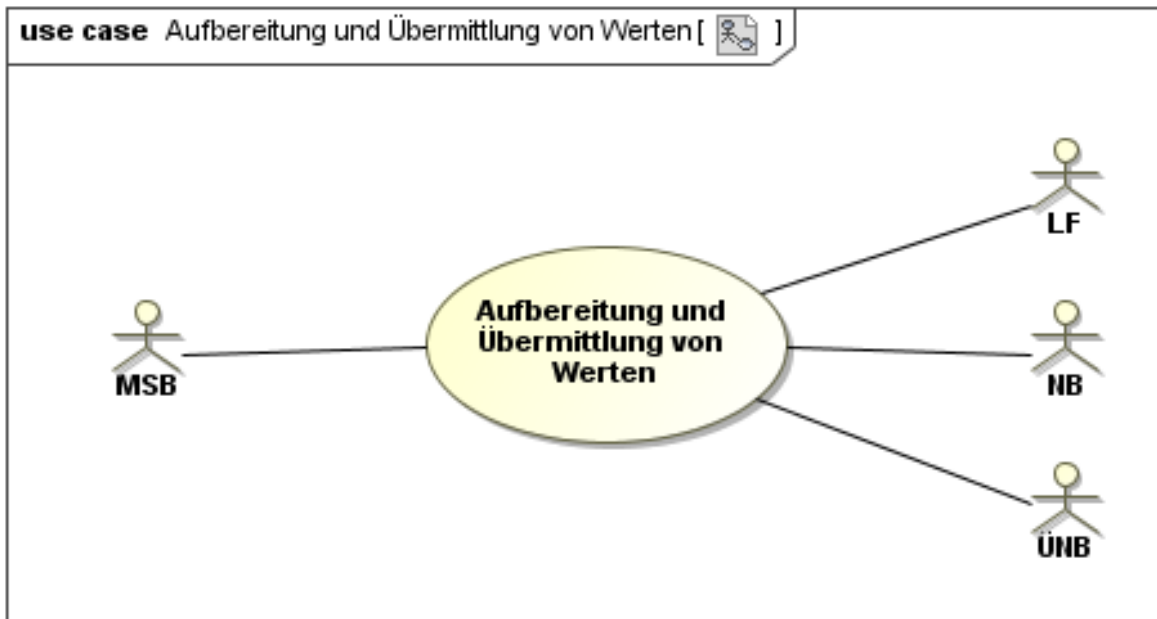 use case Aufbereitung und Übermittlung von Werten [ ]
LF
Aufbereitung und
Übermittlung von
Werten
MSB
NB
ÜNB